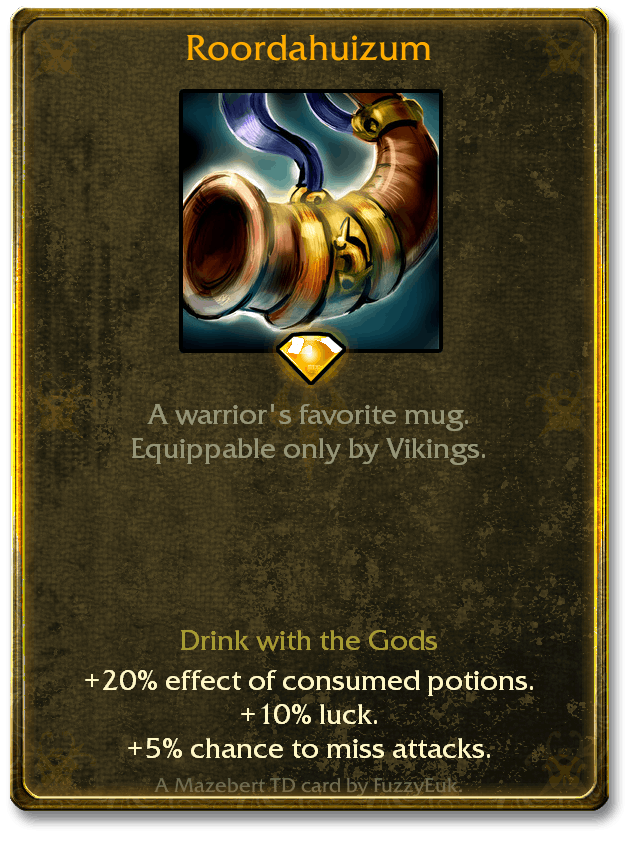 Roordahuizum
A warrior's favorite mug.
Equippable only by Vikings.
Drink with the Gods
+20% effect of consumed potions.
+10% luck.
+5% chance to miss attacks.
A Mazebert TD card by FuzzyEuk.